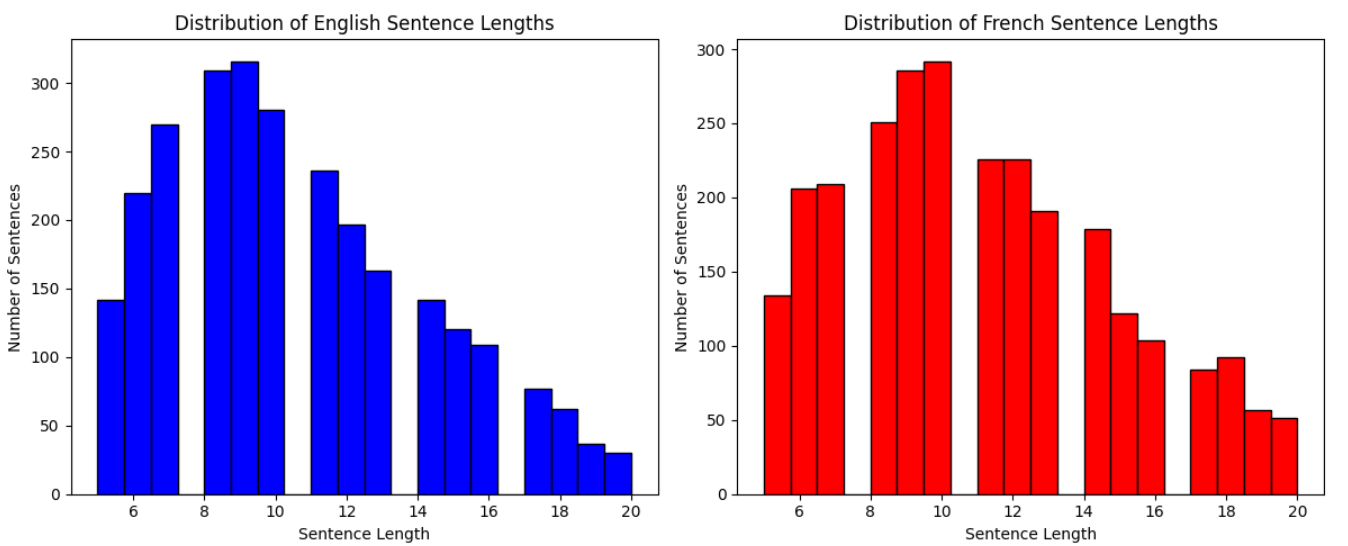 Distribution of English Sentence Lengths
Number of Sentences
300
250
200
150
100
50
0
6 8 10 12 14 16 18 20
Sentence Length
Distribution of French Sentence Lengths
Number of Sentences
300
250
200
150
100
50
0
6 8 10 12 14 16 18 20
Sentence Length